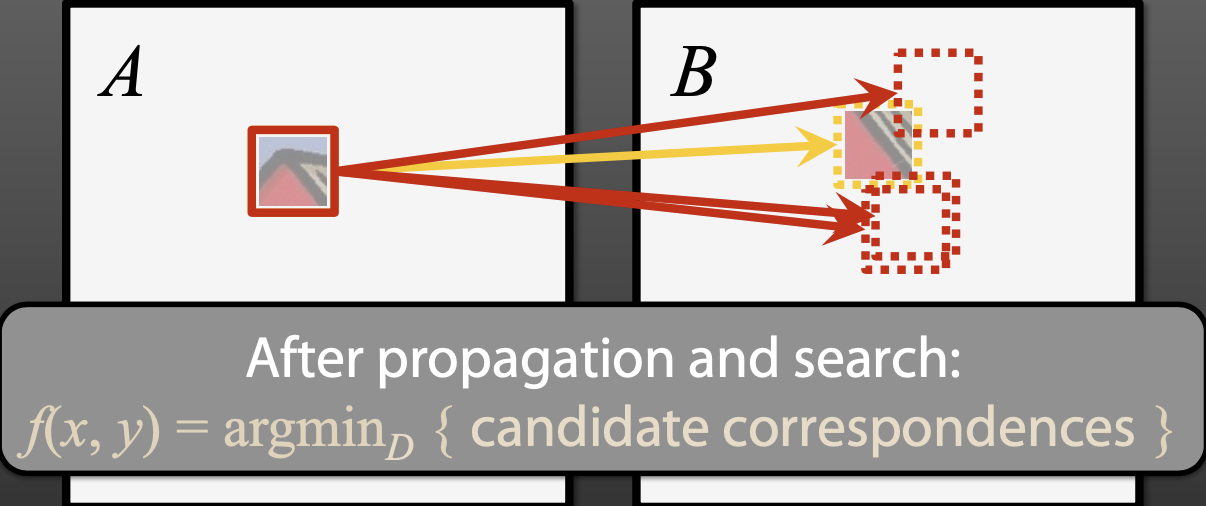 A
B
After propagation and search:
f(x, y) = argmin_D { candidate correspondences }